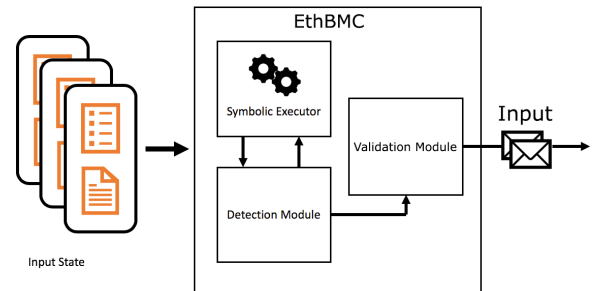 EthBMC
Symbolic Executor
Input
Validation Module
Detection Module
Input State